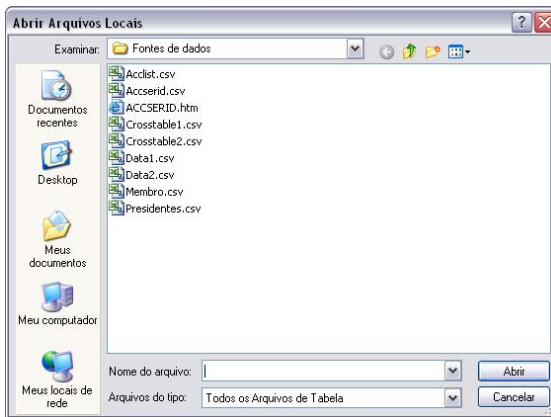 Abrir Arquivos Locais
Examinar: Fontes de dados
Acclist.csv
Accserid.csv
ACCSERID.htm
Crosstable1.csv
Crosstable2.csv
Data1.csv
Data2.csv
Membro.csv
Presidentes.csv
Documentos
recentes
Desktop
Meus
documentos
Meu computador
Meus locais de
rede
Nome do arquivo:
Abrir
Arquivos do tipo: Todos os Arquivos de Tabela
Cancelar